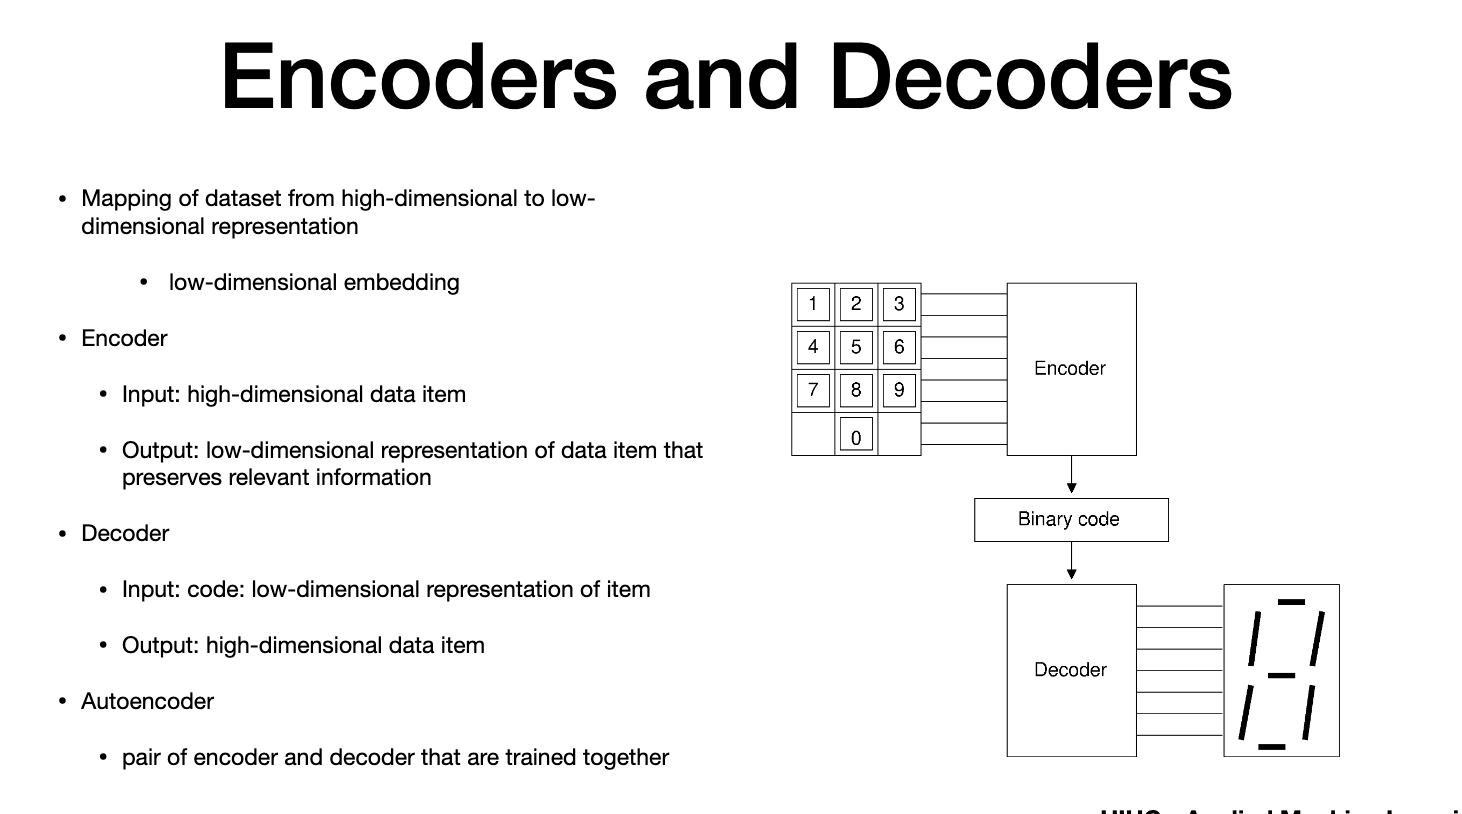 Encoders and Decoders
• Mapping of dataset from high-dimensional to low-
dimensional representation
• low-dimensional embedding
• Encoder
• Input: high-dimensional data item
• Output: low-dimensional representation of data item that
preserves relevant information
• Decoder
• Input: code: low-dimensional representation of item
• Output: high-dimensional data item
• Autoencoder
• pair of encoder and decoder that are trained together
1 2 3
4 5 6
7 8 9
0
Encoder
Binary code
Decoder